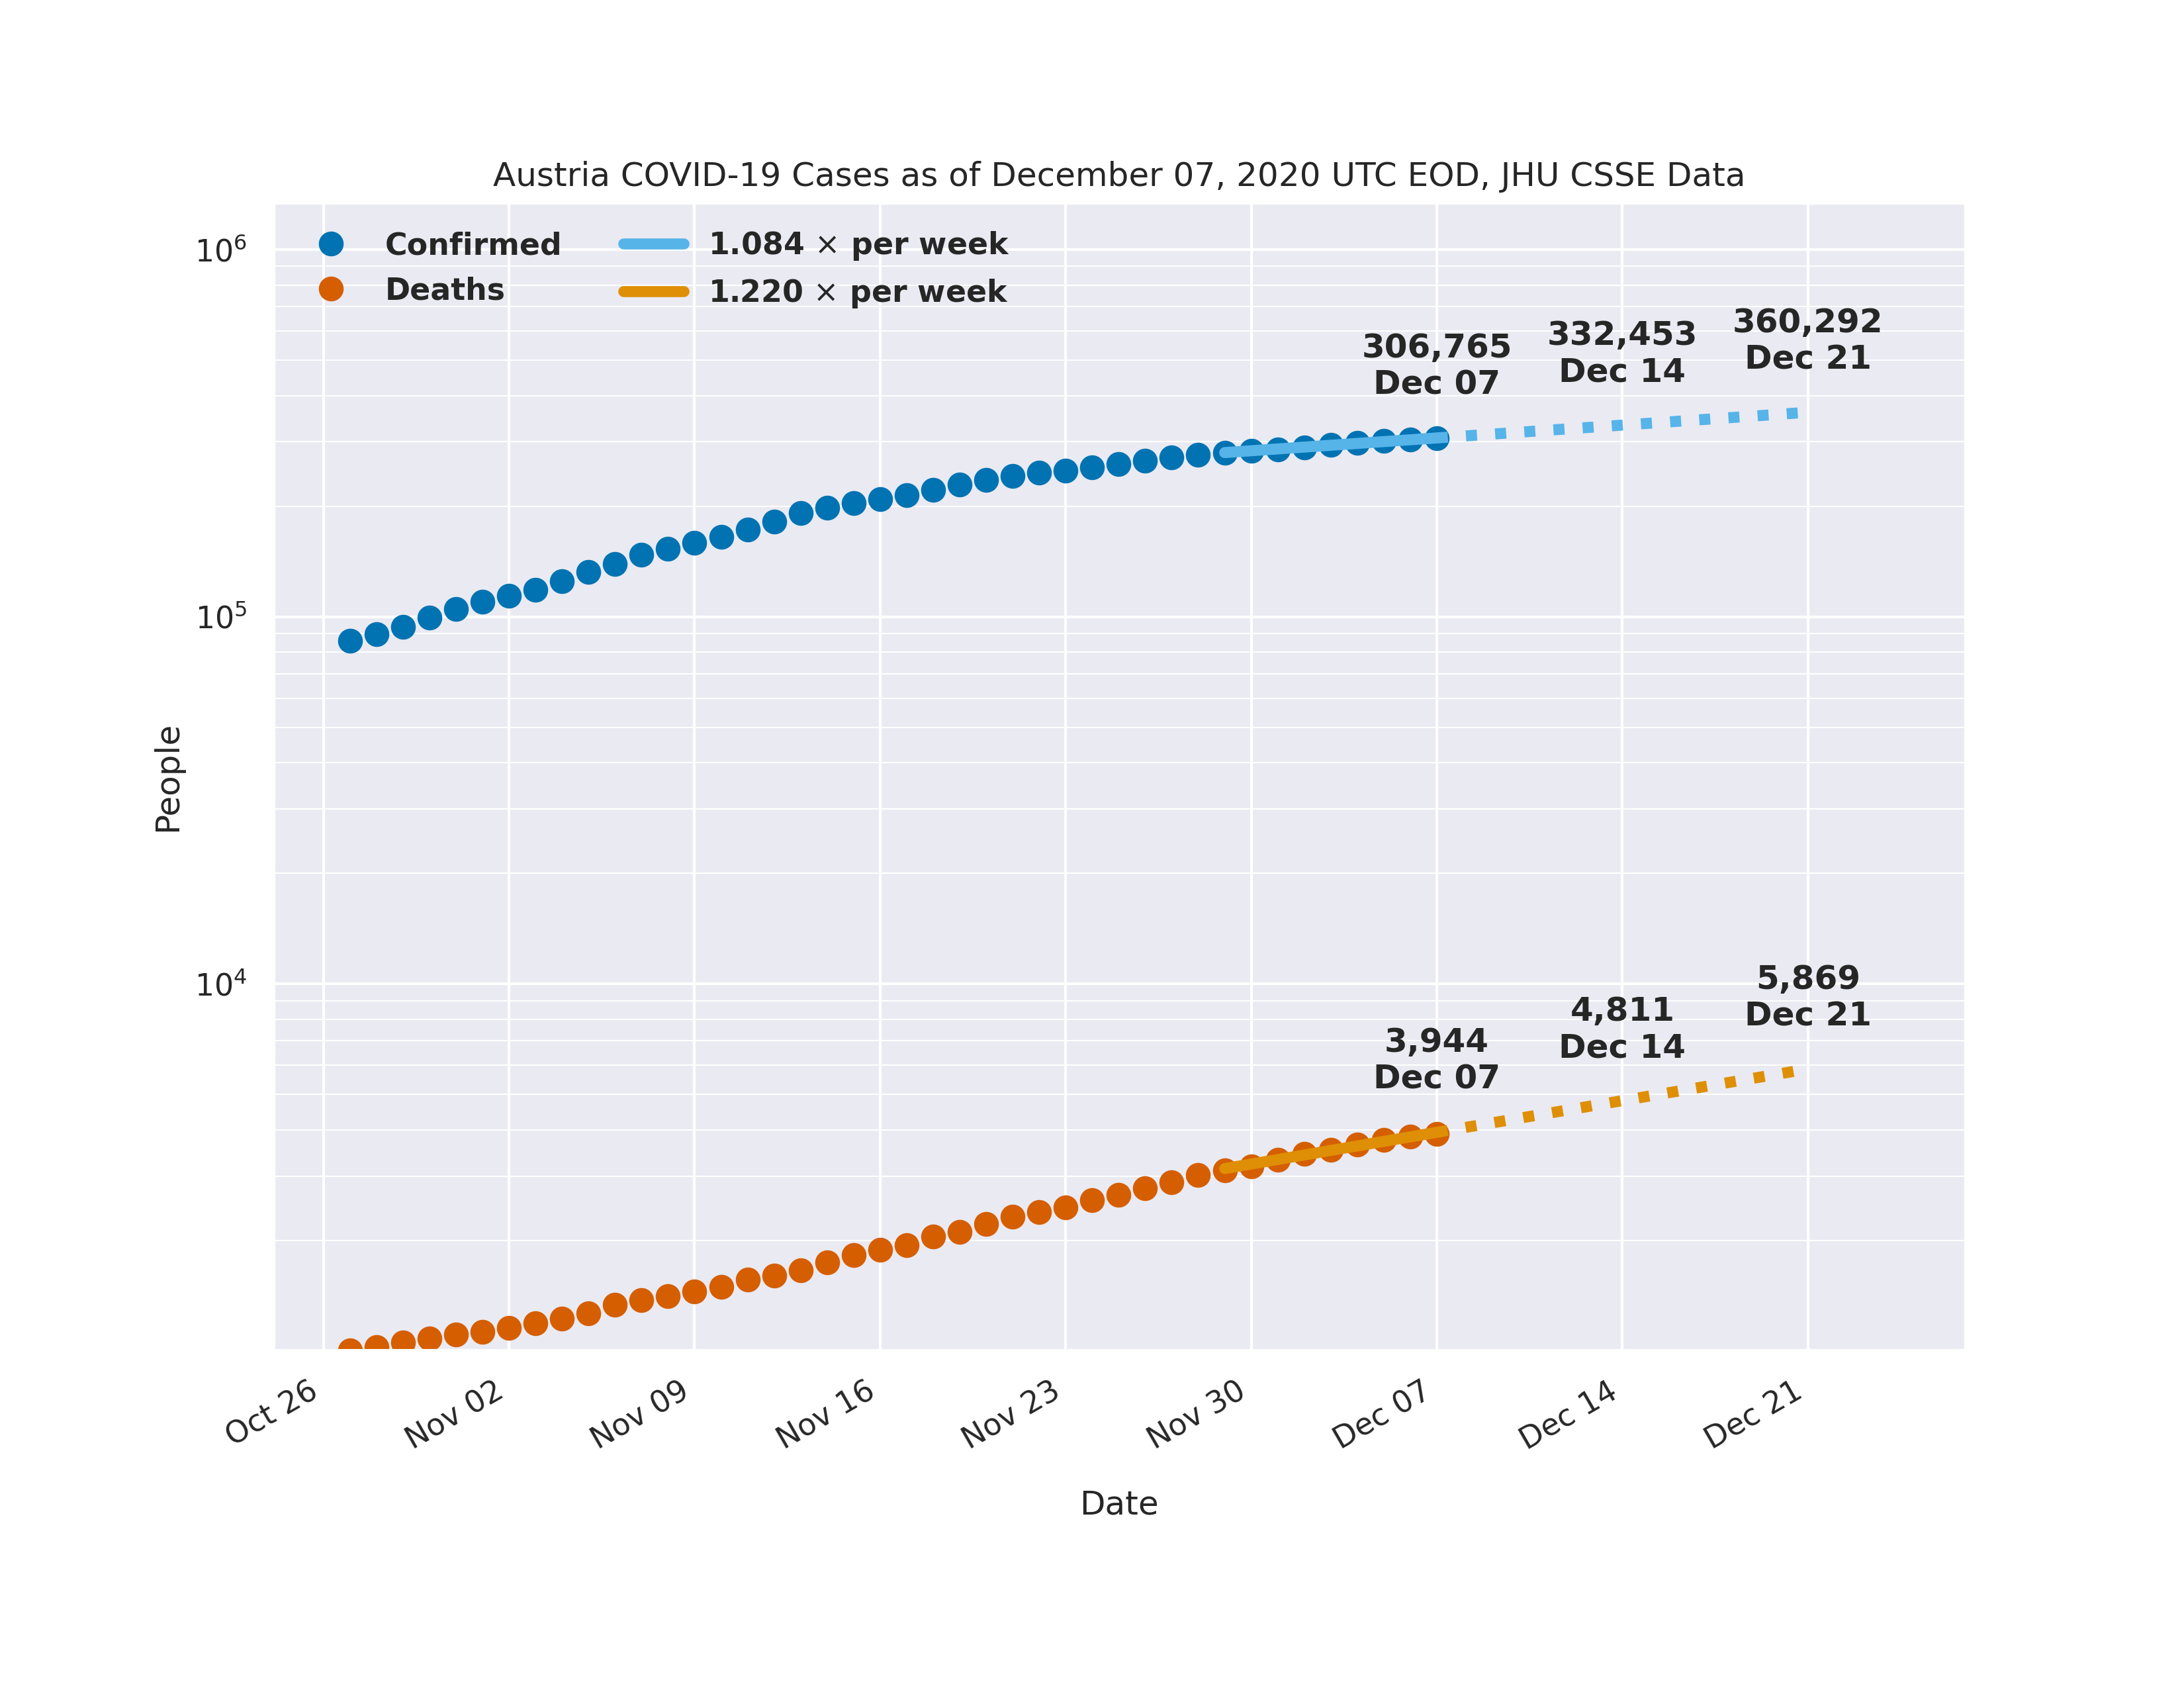 Austria COVID-19 Cases as of December 07, 2020 UTC EOD, JHU CSSE Data
Confirmed
Deaths
1.084 × per week
1.220 × per week
306,765
Dec 07
332,453
Dec 14
360,292
Dec 21
3,944
Dec 07
4,811
Dec 14
5,869
Dec 21
10⁶
10⁵
10⁴
People
Oct 26
Nov 02
Nov 09
Nov 16
Nov 23
Nov 30
Dec 07
Dec 14
Dec 21
Date